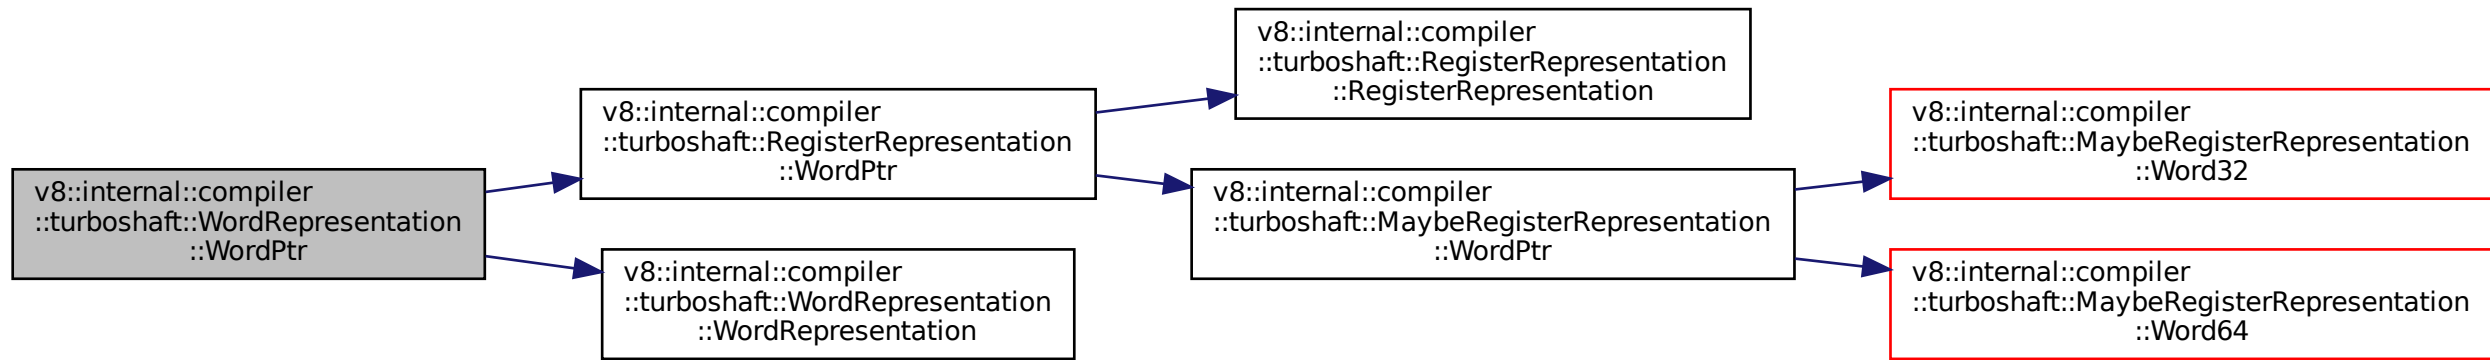 v8::internal::compiler
::turboshaft::WordRepresentation
::WordPtr
v8::internal::compiler
::turboshaft::RegisterRepresentation
::WordPtr
v8::internal::compiler
::turboshaft::WordRepresentation
::WordRepresentation
v8::internal::compiler
::turboshaft::RegisterRepresentation
::RegisterRepresentation
v8::internal::compiler
::turboshaft::MaybeRegisterRepresentation
::WordPtr
v8::internal::compiler
::turboshaft::MaybeRegisterRepresentation
::Word32
v8::internal::compiler
::turboshaft::MaybeRegisterRepresentation
::Word64